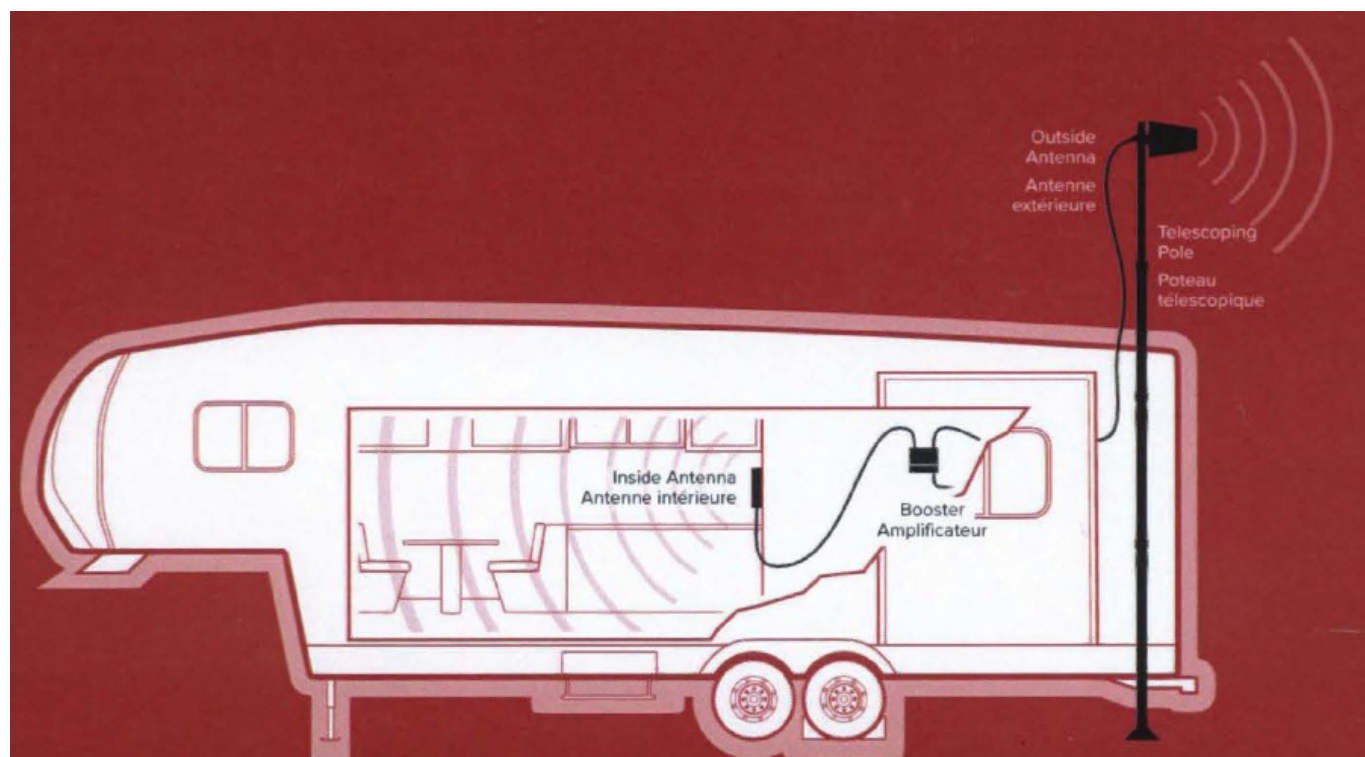 Outside
Antenna
Antenne
extérieure
Telescoping
Pole
Poteau
télescopique
Inside Antenna
Antenne intérieure
Booster
Amplificateur